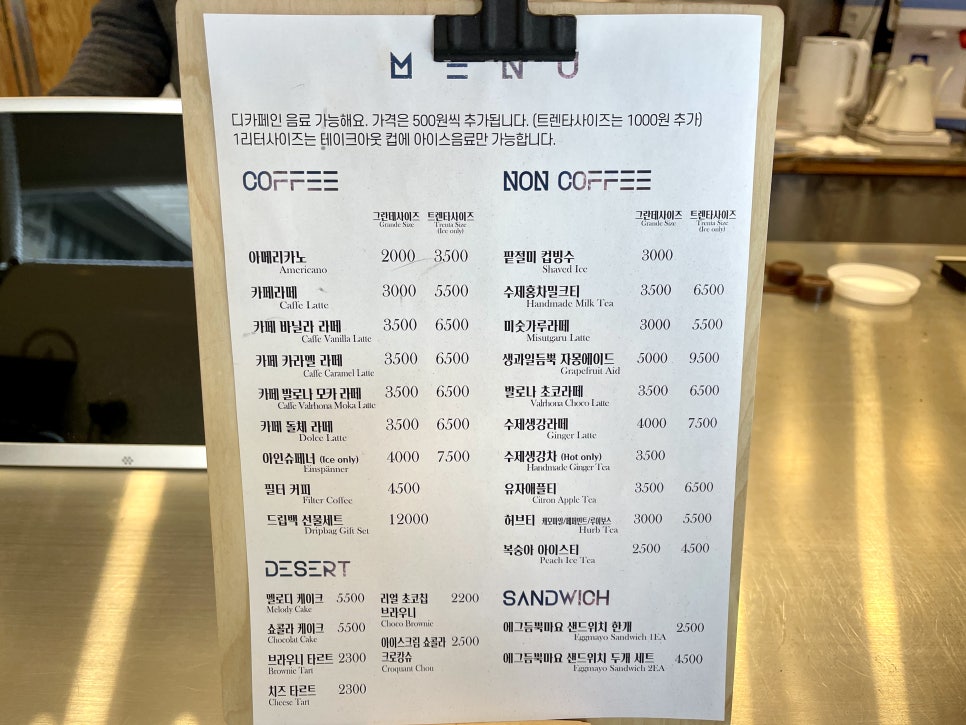 MENU
디카페인 음료 가능해요. 가격은 500원씩 추가됩니다. (트렌타사이즈는 1000원 추가)
1리터사이즈는 테이크아웃 컵에 아이스음료만 가능합니다.
COFFEE
그란데사이즈 트렌타사이즈
Grande Size Trenta Size
(Ice only)
아메리카노 2000 3500
Americano
카페라떼 3000 5500
Caffe Latte
카페 바닐라 라떼 3500 6500
Caffe Vanilla Latte
카페 카라멜 라떼 3500 6500
Caffe Caramel Latte
카페 발로나 모카 라떼 3500 6500
Caffe Valrhona Moka Latte
카페 돌체 라떼 3500 6500
Dolce Latte
아인슈페너 (Ice only) 4000 7500
Einspänner
필터 커피 4500
Filter Coffee
드립백 선물세트 12000
Dripbag Gift Set
NON COFFEE
그란데사이즈 트렌타사이즈
Grande Size Trenta Size
(Ice only)
팥절미 컵빙수 3000
Shaved Ice
수제홍차밀크티 3500 6500
Handmade Milk Tea
미숫가루라떼 3000 5500
Misutgaru Latte
생과일듬뿍 자몽에이드 5000 9500
Grapefruit Aid
발로나 초코라떼 3500 6500
Valrhona Choco Latte
수제생강라떼 4000 7500
Ginger Latte
수제생강차 (Hot only) 3500
Handmade Ginger Tea
유자애플티 3500 6500
Citron Apple Tea
허브티 캐모마일/페퍼민트/루이보스 3000 5500
Hurb Tea
복숭아 아이스티 2500 4500
Peach Ice Tea
DESERT
멜로디 케이크 5500
Melody Cake
쇼콜라 케이크 5500
Chocolat Cake
브라우니 타르트 2300
Brownie Tart
치즈 타르트 2300
Cheese Tart
리얼 초코칩 2200
브라우니
Choco Brownie
아이스크림 쇼콜라 2500
크로캉슈
Croquant Chou
SANDWICH
에그듬뿍마요 샌드위치 한개 2500
Eggmayo Sandwich 1EA
에그듬뿍마요 샌드위치 두개 세트 4500
Eggmayo Sandwich 2EA